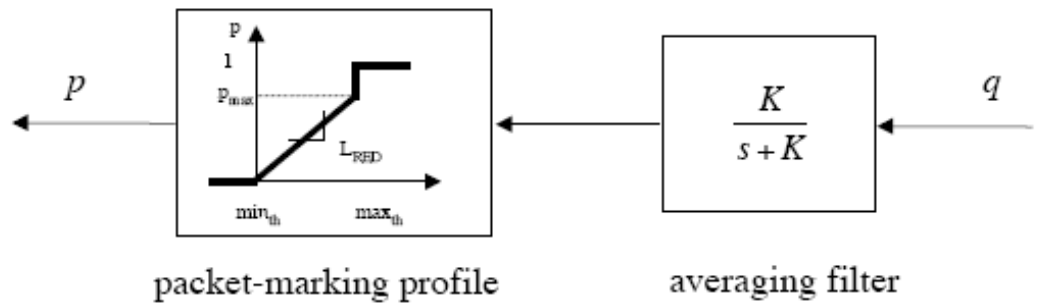 p
1
p_max
L_RED
min_th
max_th
p
K
s + K
q
packet-marking profile
averaging filter